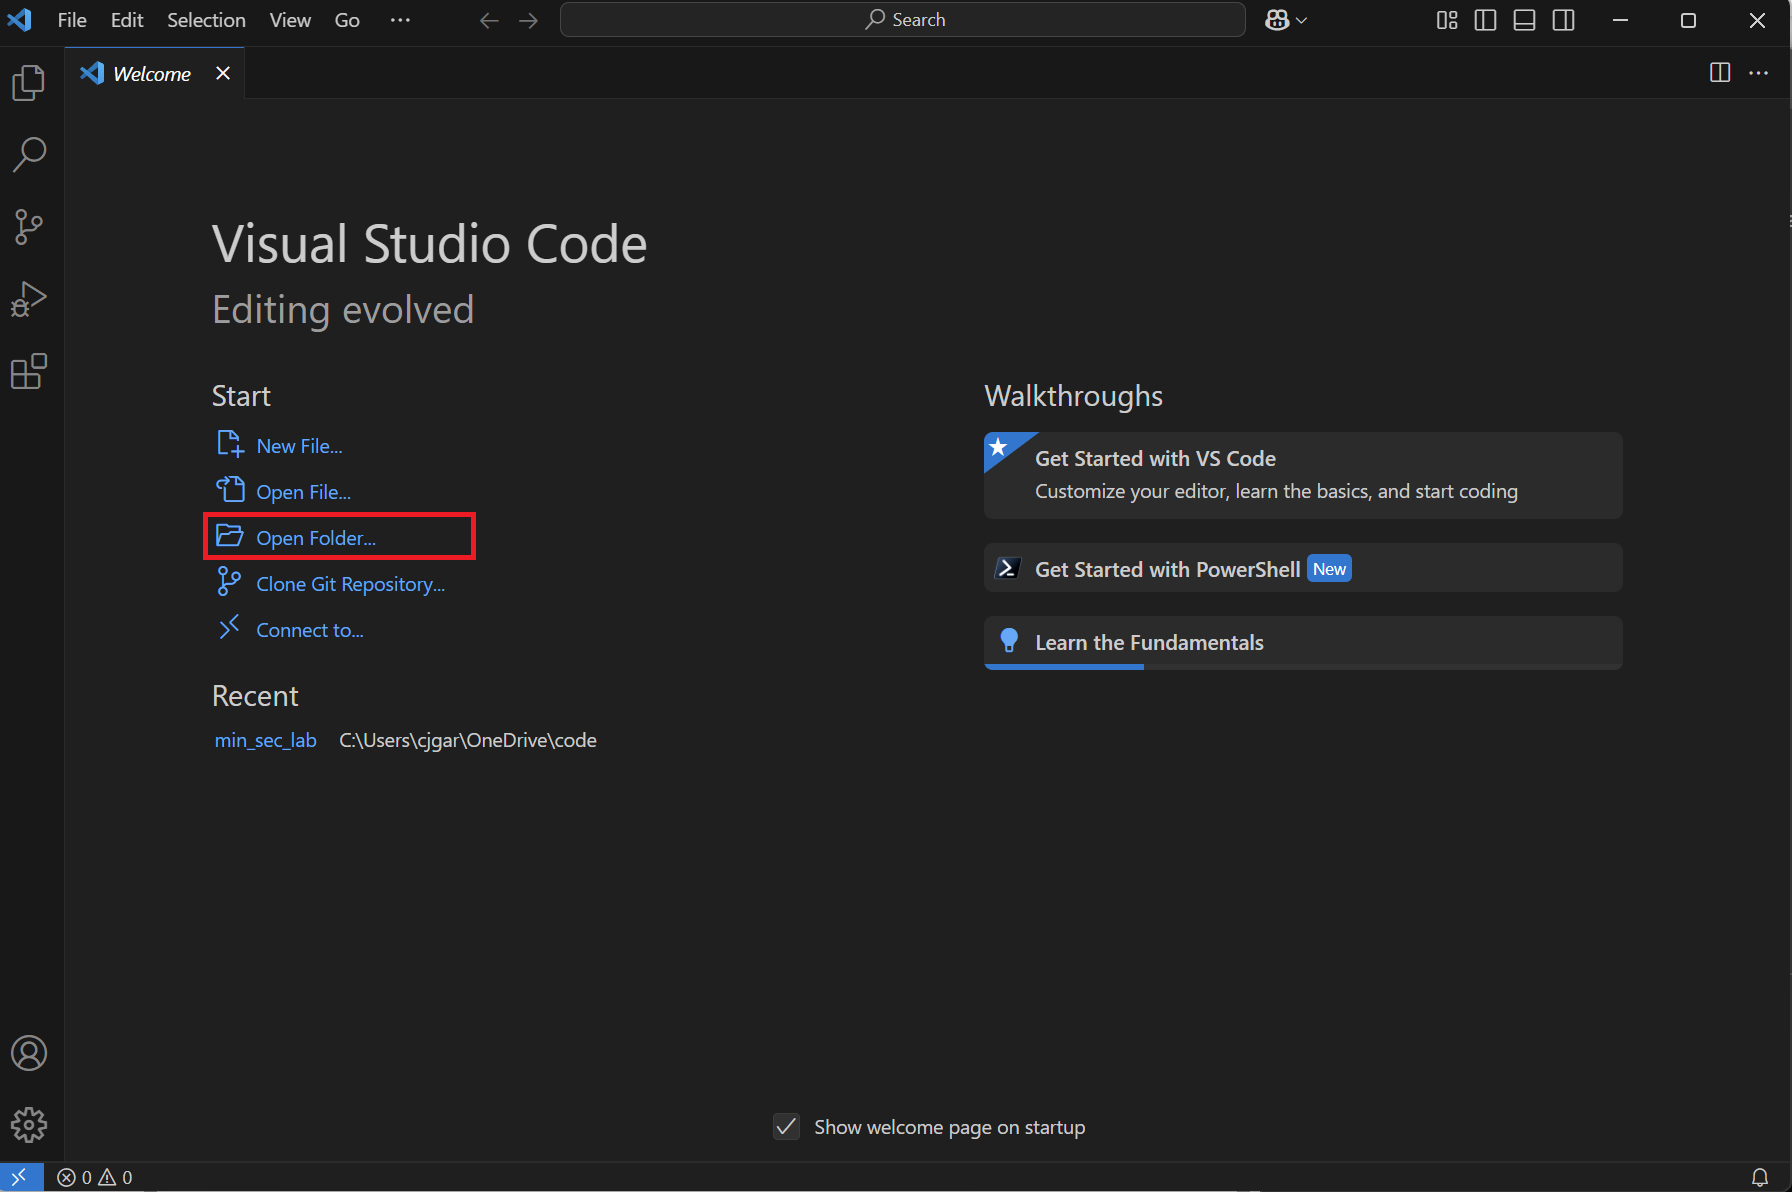 File Edit Selection View Go ··· Search
Welcome
Visual Studio Code
Editing evolved
Start
New File...
Open File...
Open Folder...
Clone Git Repository...
Connect to...
Recent
min_sec_lab C:\Users\cjgar\OneDrive\code
Walkthroughs
Get Started with VS Code
Customize your editor, learn the basics, and start coding
Get Started with PowerShell New
Learn the Fundamentals
Show welcome page on startup
0 0